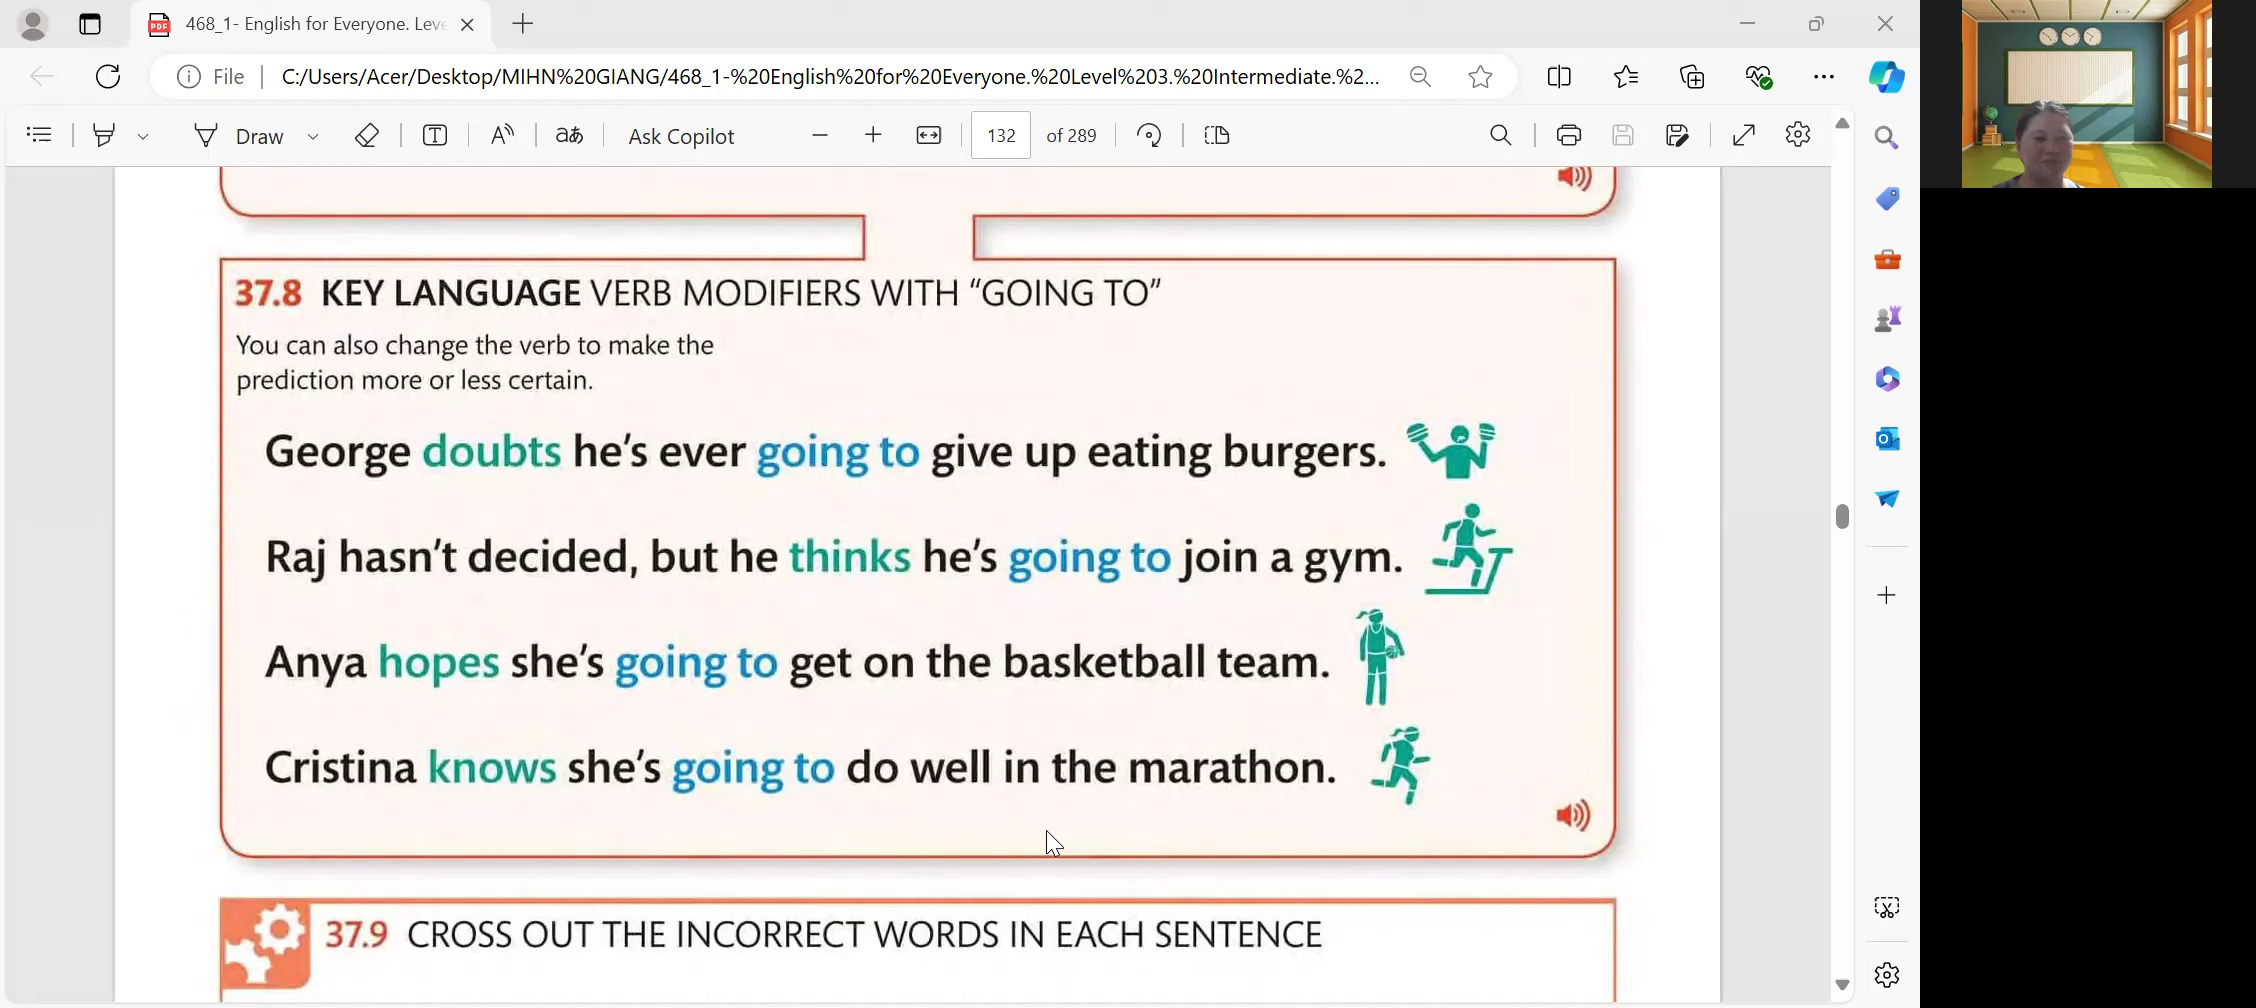 468_1- English for Everyone. Leve
File
C:/Users/Acer/Desktop/MIHN%20GIANG/468_1-%20English%20for%20Everyone.%20Level%203.%20Intermediate.%2...
Draw
Ask Copilot
132
of 289
37.8 KEY LANGUAGE VERB MODIFIERS WITH “GOING TO”
You can also change the verb to make the
prediction more or less certain.
George doubts he’s ever going to give up eating burgers.
Raj hasn’t decided, but he thinks he’s going to join a gym.
Anya hopes she’s going to get on the basketball team.
Cristina knows she’s going to do well in the marathon.
37.9 CROSS OUT THE INCORRECT WORDS IN EACH SENTENCE